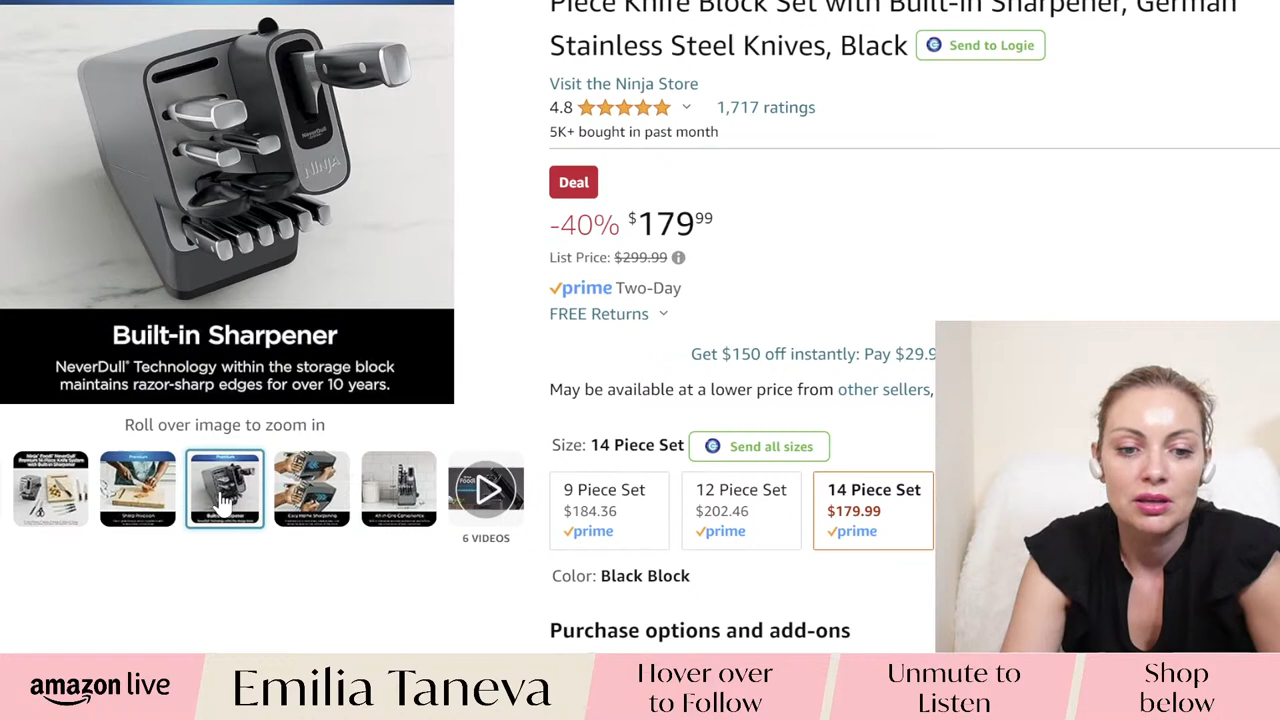 Piece Knife Block Set with Built-in Sharpener, German
Stainless Steel Knives, Black
Send to Logie
Visit the Ninja Store
4.8
1,717 ratings
5K+ bought in past month
Deal
-40% $179.99
List Price: $299.99
prime Two-Day
FREE Returns
Get $150 off instantly: Pay $29.9
May be available at a lower price from other sellers,
Size: 14 Piece Set
Send all sizes
9 Piece Set
$184.36
prime
12 Piece Set
$202.46
prime
14 Piece Set
$179.99
prime
Color: Black Block
Purchase options and add-ons
NINJA
Built-in Sharpener
NeverDull® Technology within the storage block
maintains razor-sharp edges for over 10 years.
Roll over image to zoom in
6 VIDEOS
amazon live
Emilia Taneva
Hover over
to Follow
Unmute to
Listen
Shop
below